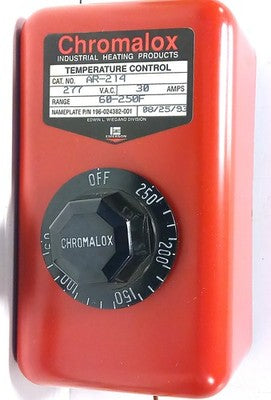 Chromalox
INDUSTRIAL HEATING PRODUCTS
TEMPERATURE CONTROL
CAT. NO. AR-214
277 V.A.C. 30 AMPS
RANGE 60-250F
NAMEPLATE P/N 196-024382-001 08/25/93
EDWIN L. WIEGAND DIVISION
EMERSON
OFF
250
200
150
100
CHROMALOX